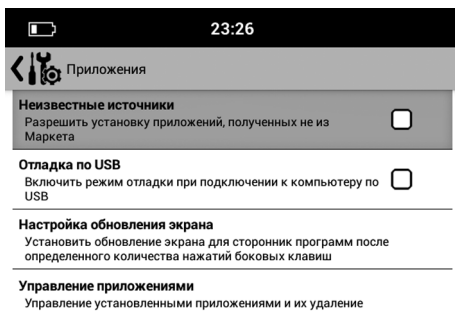 23:26
Приложения
Неизвестные источники
Разрешить установку приложений, полученных не из
Маркета
Отладка по USB
Включить режим отладки при подключении к компьютеру по
USB
Настройка обновления экрана
Установить обновление экрана для сторонник программ после
определенного количества нажатий боковых клавиш
Управление приложениями
Управление установленными приложениями и их удаление